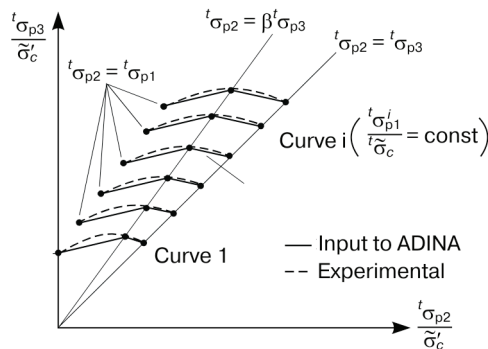 ᵗσp3 / σ̃′c
ᵗσp2 = βᵗσp3
ᵗσp2 = ᵗσp3
ᵗσp2 = ᵗσp1
Curve i (ᵗσⁱp1 / ᵗσ̃c = const)
Curve 1
Input to ADINA
Experimental
ᵗσp2 / σ̃′c